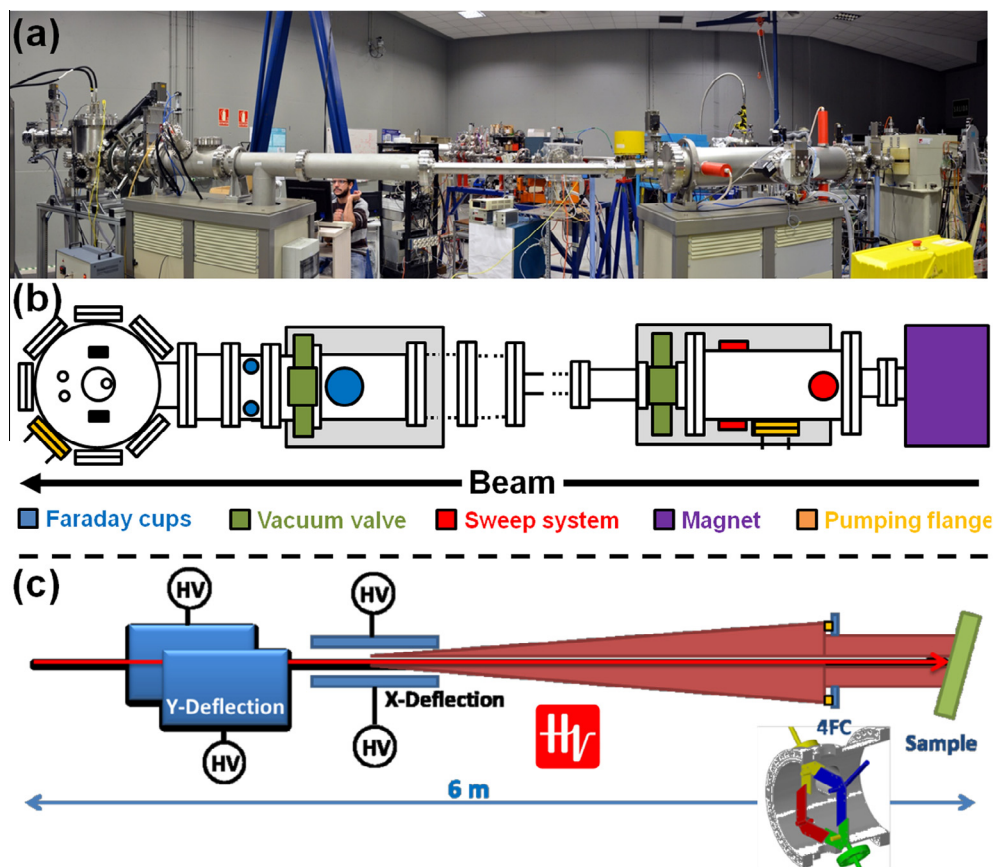 (a)
(b)
Beam
Faraday cups
Vacuum valve
Sweep system
Magnet
Pumping flange
(c)
HV
HV
Y-Deflection
X-Deflection
HV
HV
HV
4FC
Sample
6 m